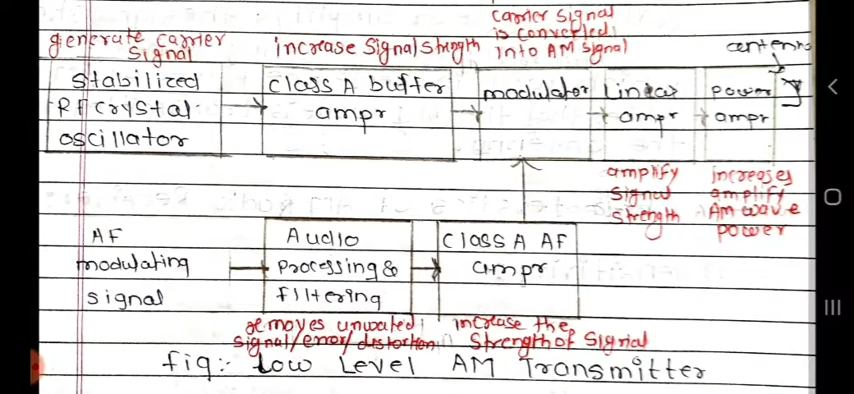 generate carrier
signal
increase signal strength
carrier signal
is converted
into AM signal
antenna
stabilized
RF crystal
oscillator
class A buffer
ampr
modulator
Linear
ampr
power
ampr
amplify
signal
strength
increases
amplify
AM wave
power
AF
modulating
signal
Audio
processing &
filtering
class A AF
ampr
removes unwated
signal/error/distortion
increase the
strength of signal
fig:- Low Level AM Transmitter